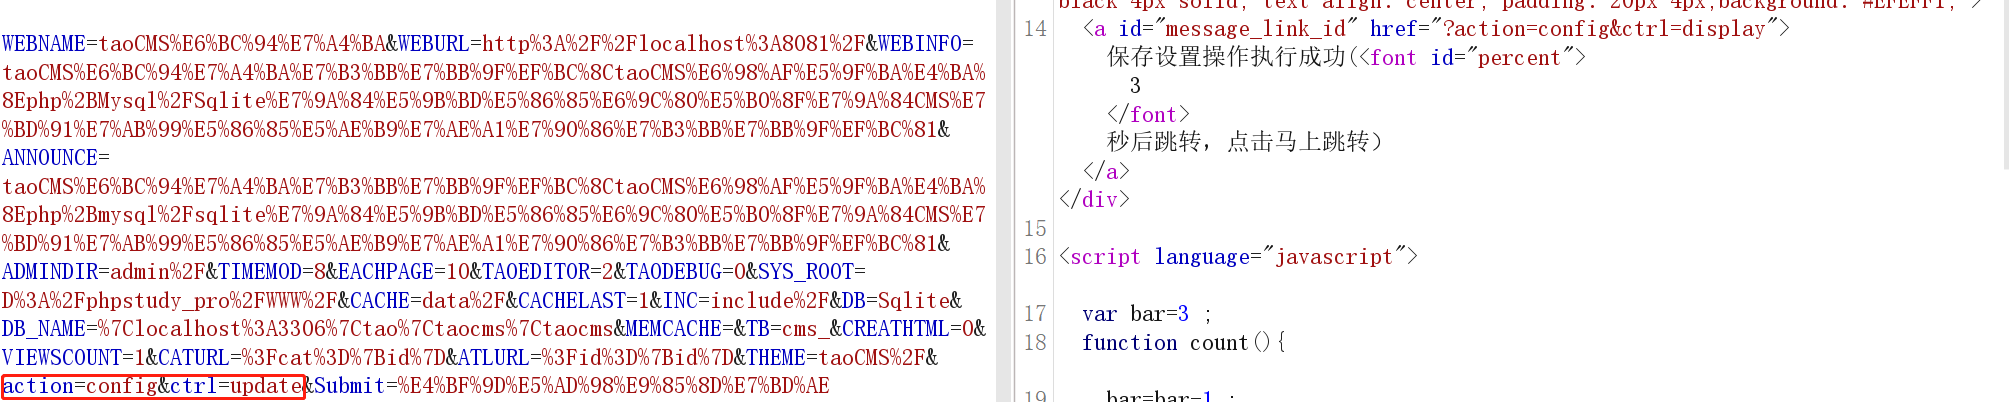 WEBNAME=taoCMS%E6%BC%94%E7%A4%BA&WEBURL=http%3A%2F%2Flocalhost%3A8081%2F&WEBINFO=
taoCMS%E6%BC%94%E7%A4%BA%E7%B3%BB%E7%BB%9F%EF%BC%8CtaoCMS%E6%98%AF%E5%9F%BA%E4%BA%
8Ephp%2BMysql%2FSqlite%E7%9A%84%E5%9B%BD%E5%86%85%E6%9C%80%E5%B0%8F%E7%9A%84CMS%E7
%BD%91%E7%AB%99%E5%86%85%E5%AE%B9%E7%AE%A1%E7%90%86%E7%B3%BB%E7%BB%9F%EF%BC%81&
ANNOUNCE=
taoCMS%E6%BC%94%E7%A4%BA%E7%B3%BB%E7%BB%9F%EF%BC%8CtaoCMS%E6%98%AF%E5%9F%BA%E4%BA%
8Ephp%2Bmysql%2Fsqlite%E7%9A%84%E5%9B%BD%E5%86%85%E6%9C%80%E5%B0%8F%E7%9A%84CMS%E7
%BD%91%E7%AB%99%E5%86%85%E5%AE%B9%E7%AE%A1%E7%90%86%E7%B3%BB%E7%BB%9F%EF%BC%81&
ADMINDIR=admin%2F&TIMEMOD=8&EACHPAGE=10&TAOEDITOR=2&TAODEBUG=0&SYS_ROOT=
D%3A%2Fphpstudy_pro%2FWWW%2F&CACHE=data%2F&CACHELAST=1&INC=include%2F&DB=Sqlite&
DB_NAME=%7Clocalhost%3A3306%7Ctao%7Ctaocms%7Ctaocms&MEMCACHE=&TB=cms_&CREATHTML=0&
VIEWSCOUNT=1&CATURL=%3Fcat%3D%7Bid%7D&ATLURL=%3Fid%3D%7Bid%7D&THEME=taoCMS%2F&
action=config&ctrl=update&Submit=%E4%BF%9D%E5%AD%98%E9%85%8D%E7%BD%AE
black 4px solid; text-align: center; padding: 20px 4px;background: #EFEFF1;">
14 <a id="message_link_id" href="?action=config&ctrl=display">
保存设置操作执行成功(<font id="percent">
3
</font>
秒后跳转，点击马上跳转)
</a>
</div>
15
16 <script language="javascript">
17 var bar=3 ;
18 function count(){
19 bar=bar-1 ;